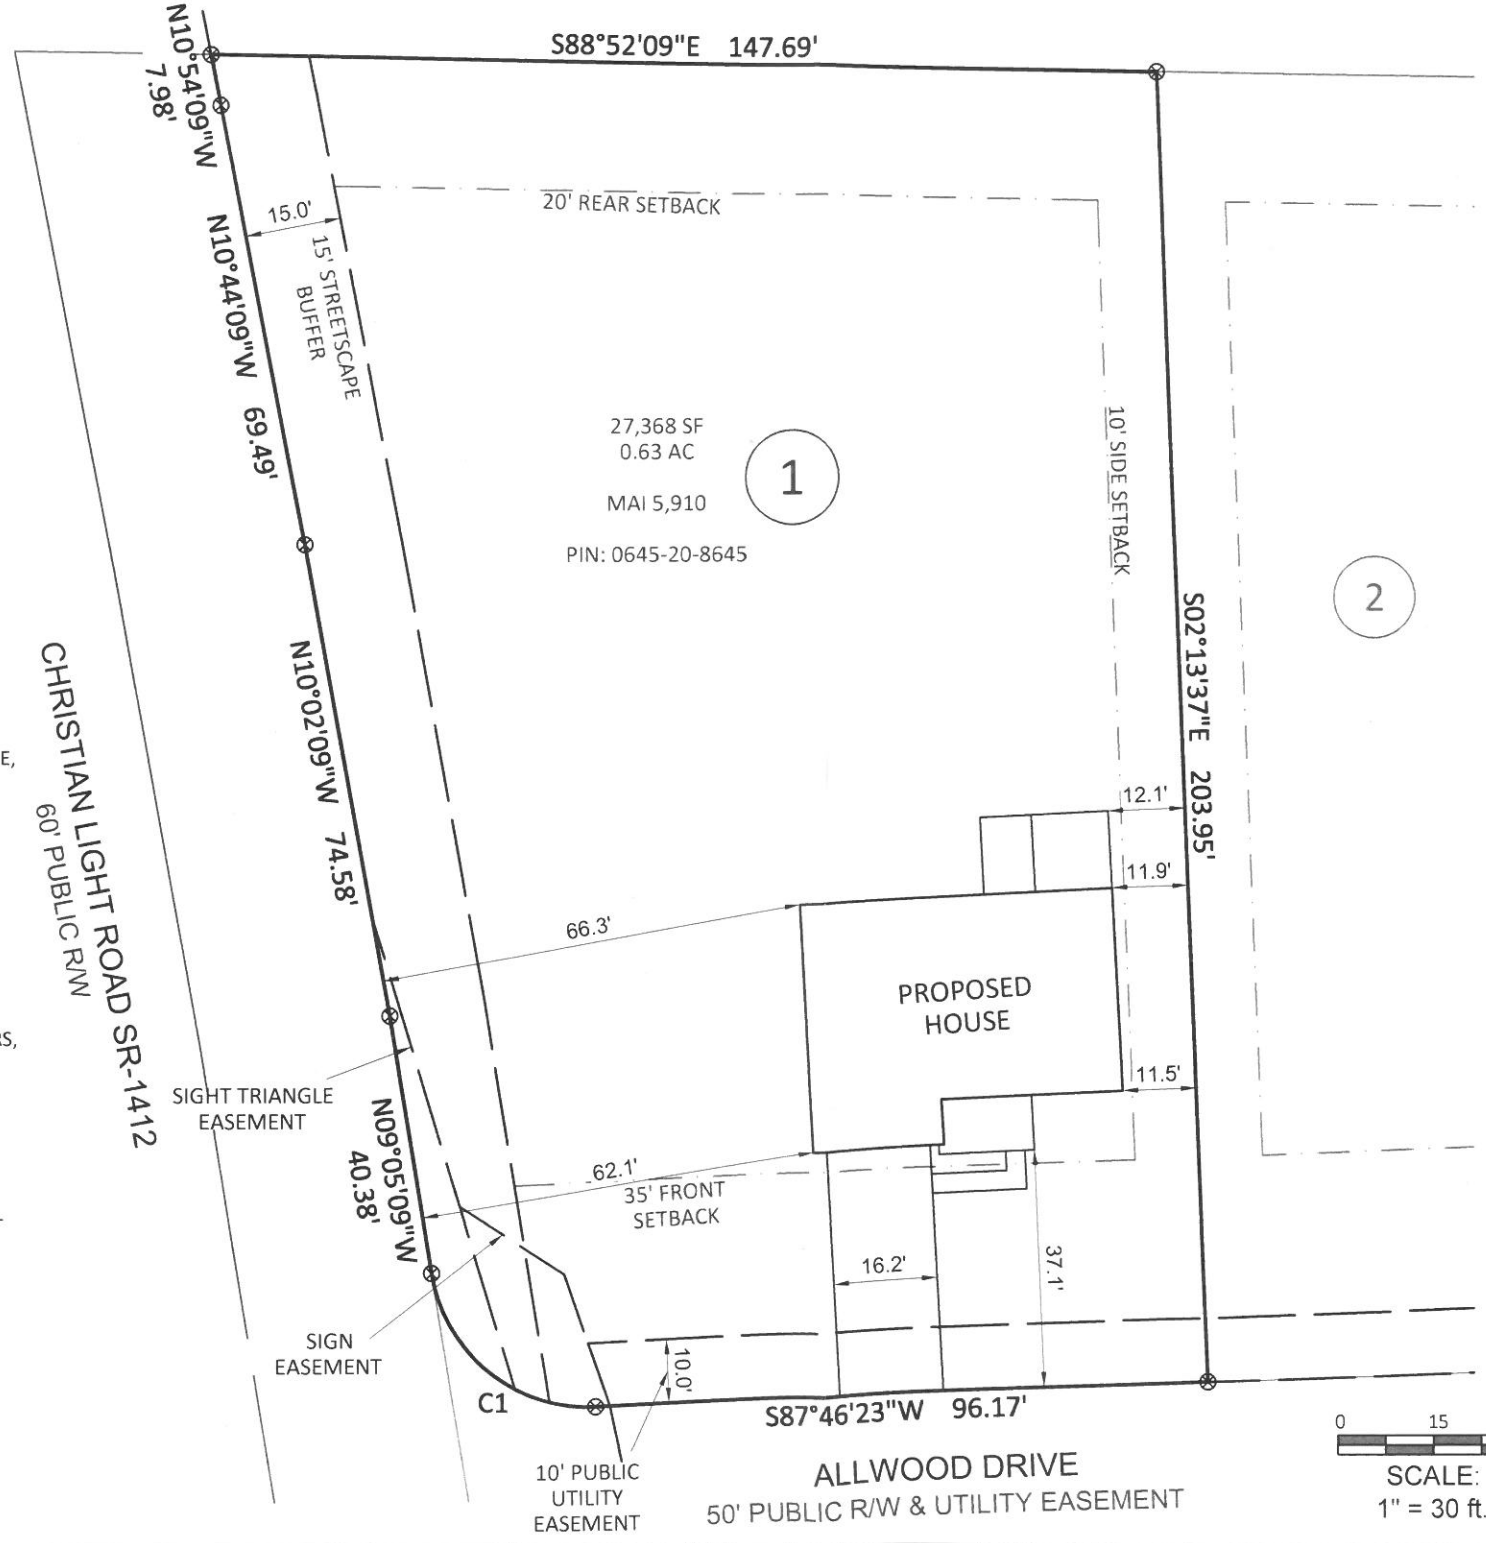 S88°52'09"E 147.69'
N10°54'09"W
7.98'
20' REAR SETBACK
15.0'
N10°44'09"W 69.49'
15' STREETSCAPE
BUFFER
27,368 SF
0.63 AC
MAI 5,910
PIN: 0645-20-8645
1
10' SIDE SETBACK
2
S02°13'37"E 203.95'
N10°02'09"W 74.58'
CHRISTIAN LIGHT ROAD SR-1412
60' PUBLIC R/W
E,
12.1'
11.9'
66.3'
PROPOSED
HOUSE
RS,
11.5'
SIGHT TRIANGLE
EASEMENT
N09°05'09"W
40.38'
62.1'
35' FRONT
SETBACK
16.2'
37.1'
SIGN
EASEMENT
10.0'
C1
S87°46'23"W 96.17'
10' PUBLIC
UTILITY
EASEMENT
ALLWOOD DRIVE
50' PUBLIC R/W & UTILITY EASEMENT
0 15
SCALE:
1" = 30 ft.